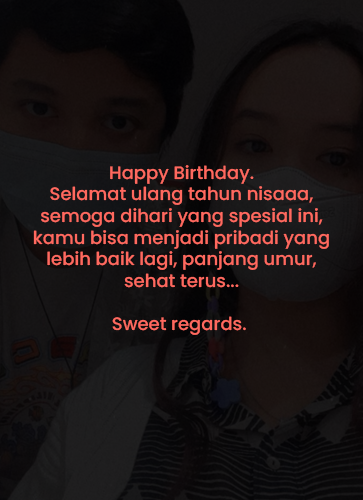 Happy Birthday.
Selamat ulang tahun nisaaa,
semoga dihari yang spesial ini,
kamu bisa menjadi pribadi yang
lebih baik lagi, panjang umur,
sehat terus...
Sweet regards.